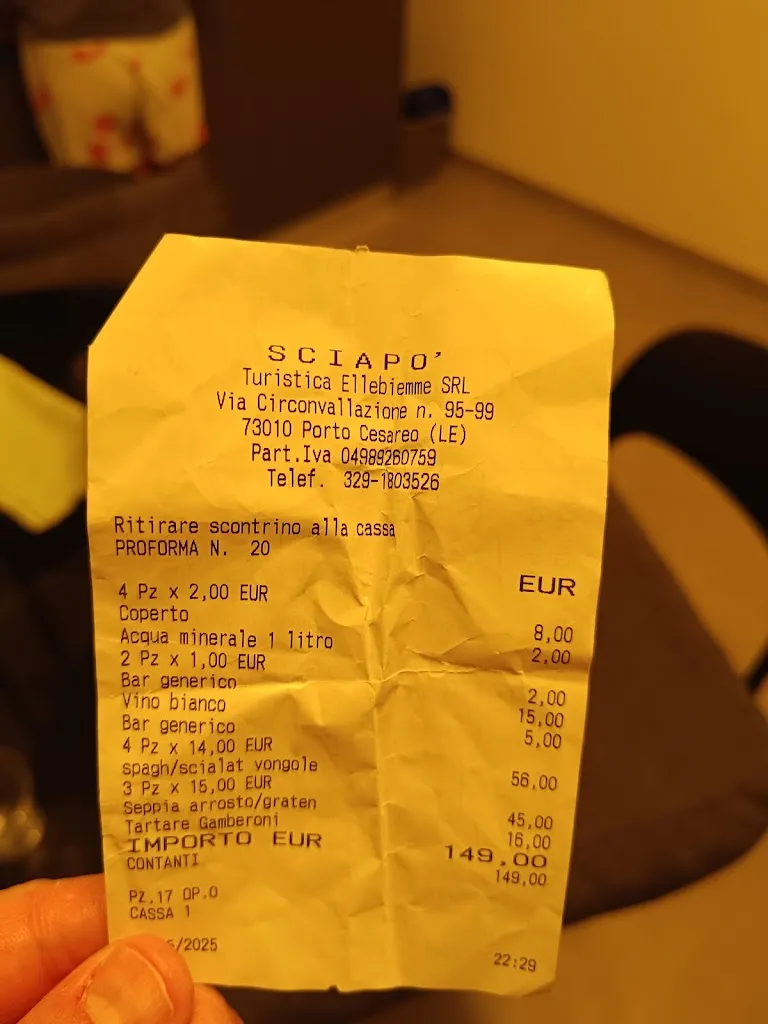 SCIAPO'
Turistica Ellebiemme SRL
Via Circonvallazione n. 95-99
73010 Porto Cesareo (LE)
Part.Iva 04989260759
Telef. 329-1803526
Ritirare scontrino alla cassa
PROFORMA N. 20
EUR
4 Pz x 2,00 EUR
Coperto 8,00
Acqua minerale 1 litro 2,00
2 Pz x 1,00 EUR
Bar generico 2,00
Vino bianco 15,00
Bar generico 5,00
4 Pz x 14,00 EUR
spagh/scialat vongole 56,00
3 Pz x 15,00 EUR
Seppia arrosto/graten 45,00
Tartare Gamberoni 16,00
IMPORTO EUR 149,00
CONTANTI 149,00
PZ.17 OP.0
CASSA 1
/2025 22:29